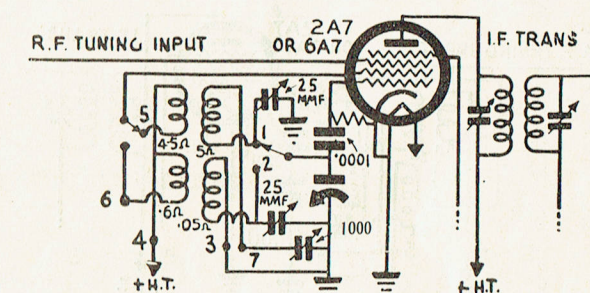 2A7
R.F. TUNING INPUT OR 6A7 I.F. TRANS
25
MMF
5
1
4·5Ω 5Ω
.0001
2
6
25
MMF
.6Ω .05Ω
1000
4 3 7
+H.T. +H.T.